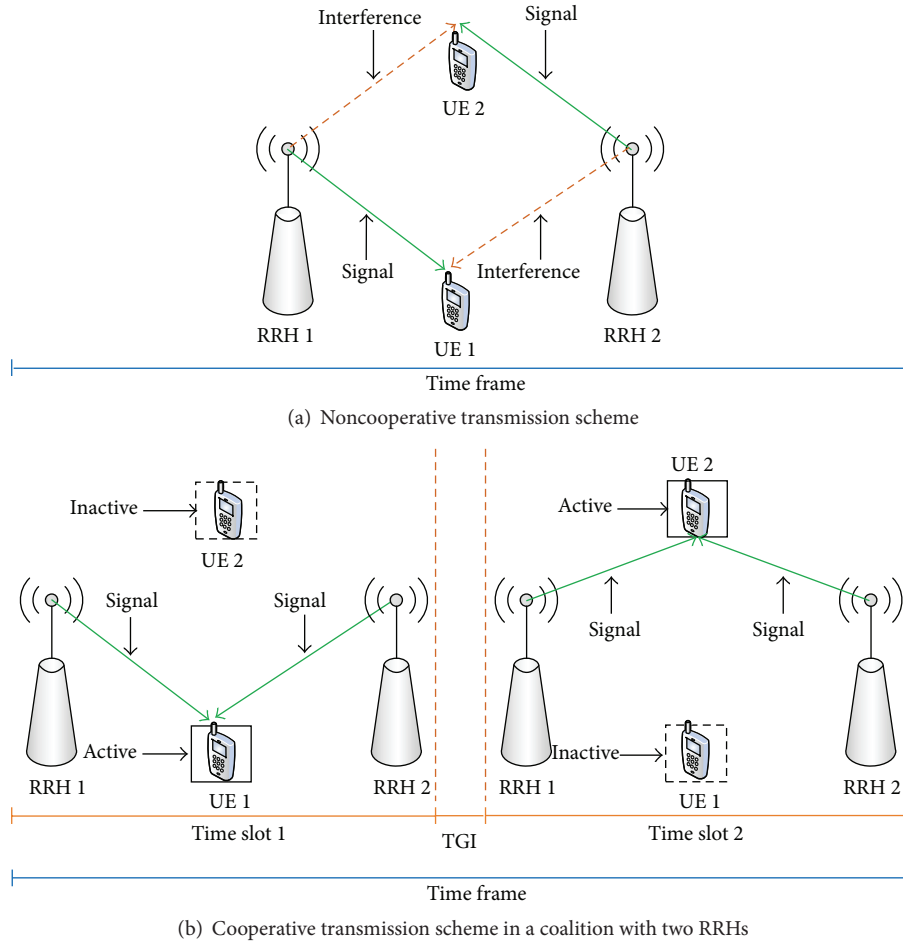 Interference
Signal
UE 2
Signal
Interference
RRH 1
RRH 2
UE 1
Time frame
(a) Noncooperative transmission scheme
UE 2
Inactive
Active
UE 2
Signal
Signal
Signal
Signal
Active
Inactive
RRH 1
UE 1
RRH 2
RRH 1
UE 1
RRH 2
Time slot 1
TGI
Time slot 2
Time frame
(b) Cooperative transmission scheme in a coalition with two RRHs